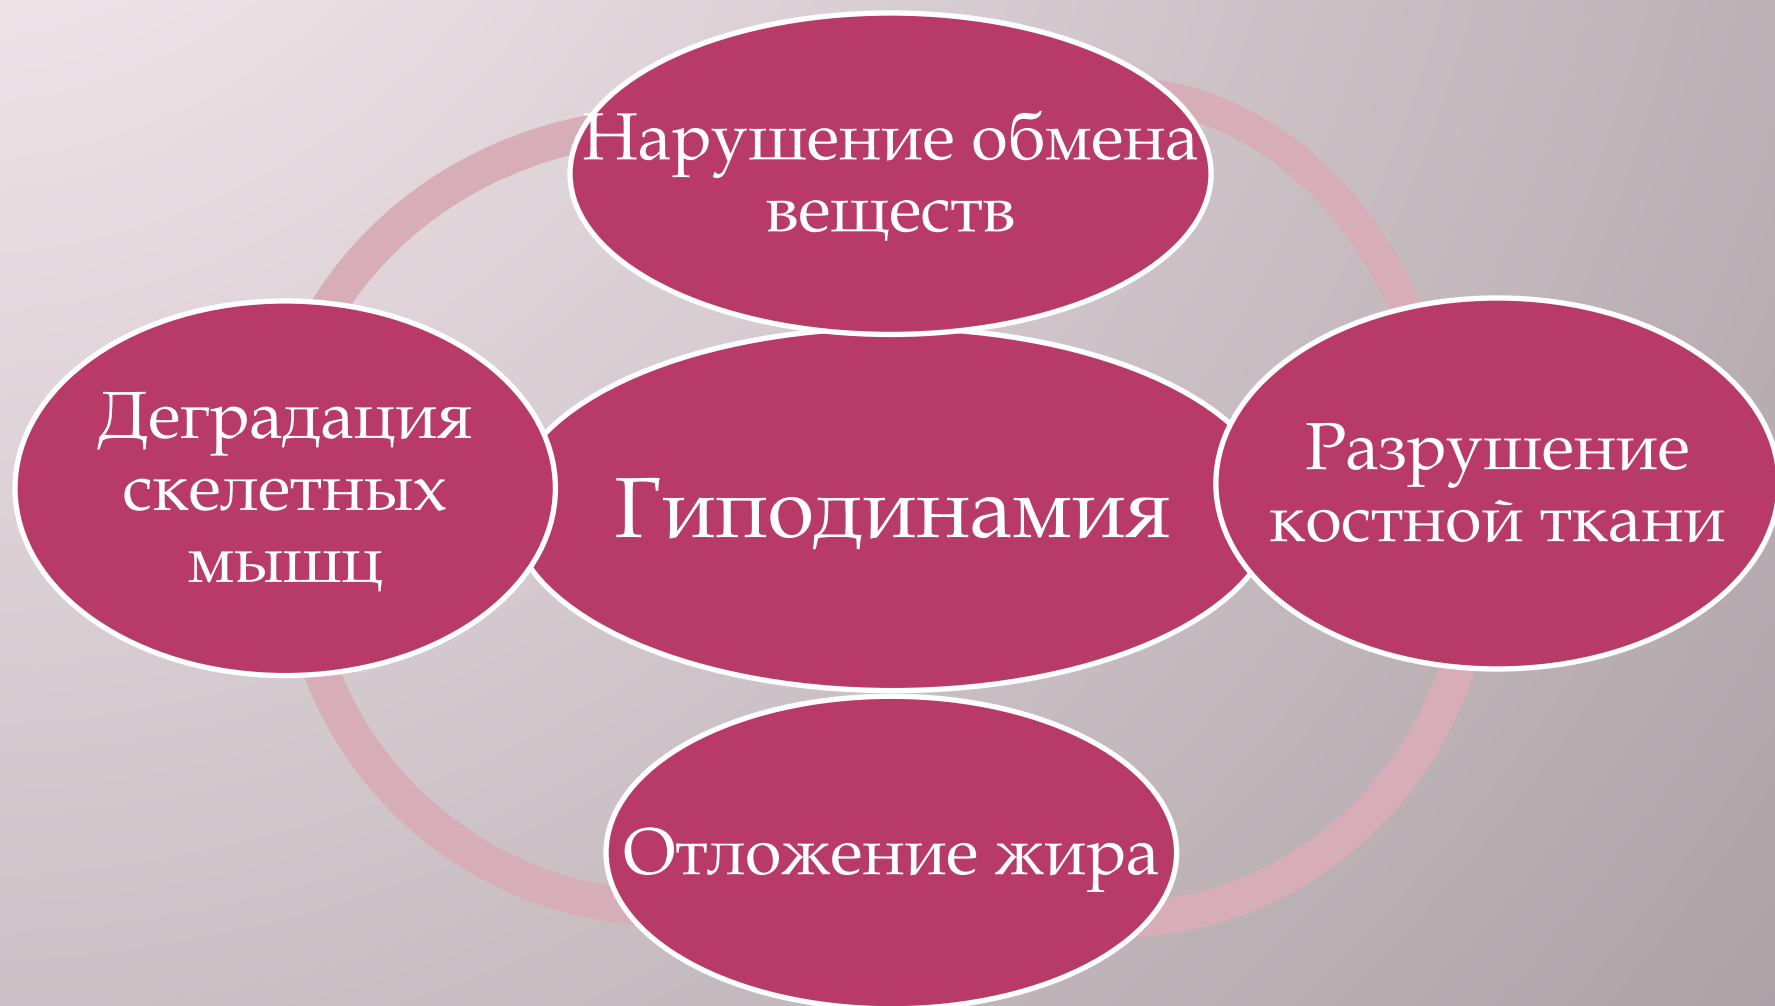 Нарушение обмена
веществ
Деградация
скелетных
мышц
Гиподинамия
Разрушение
костной ткани
Отложение жира